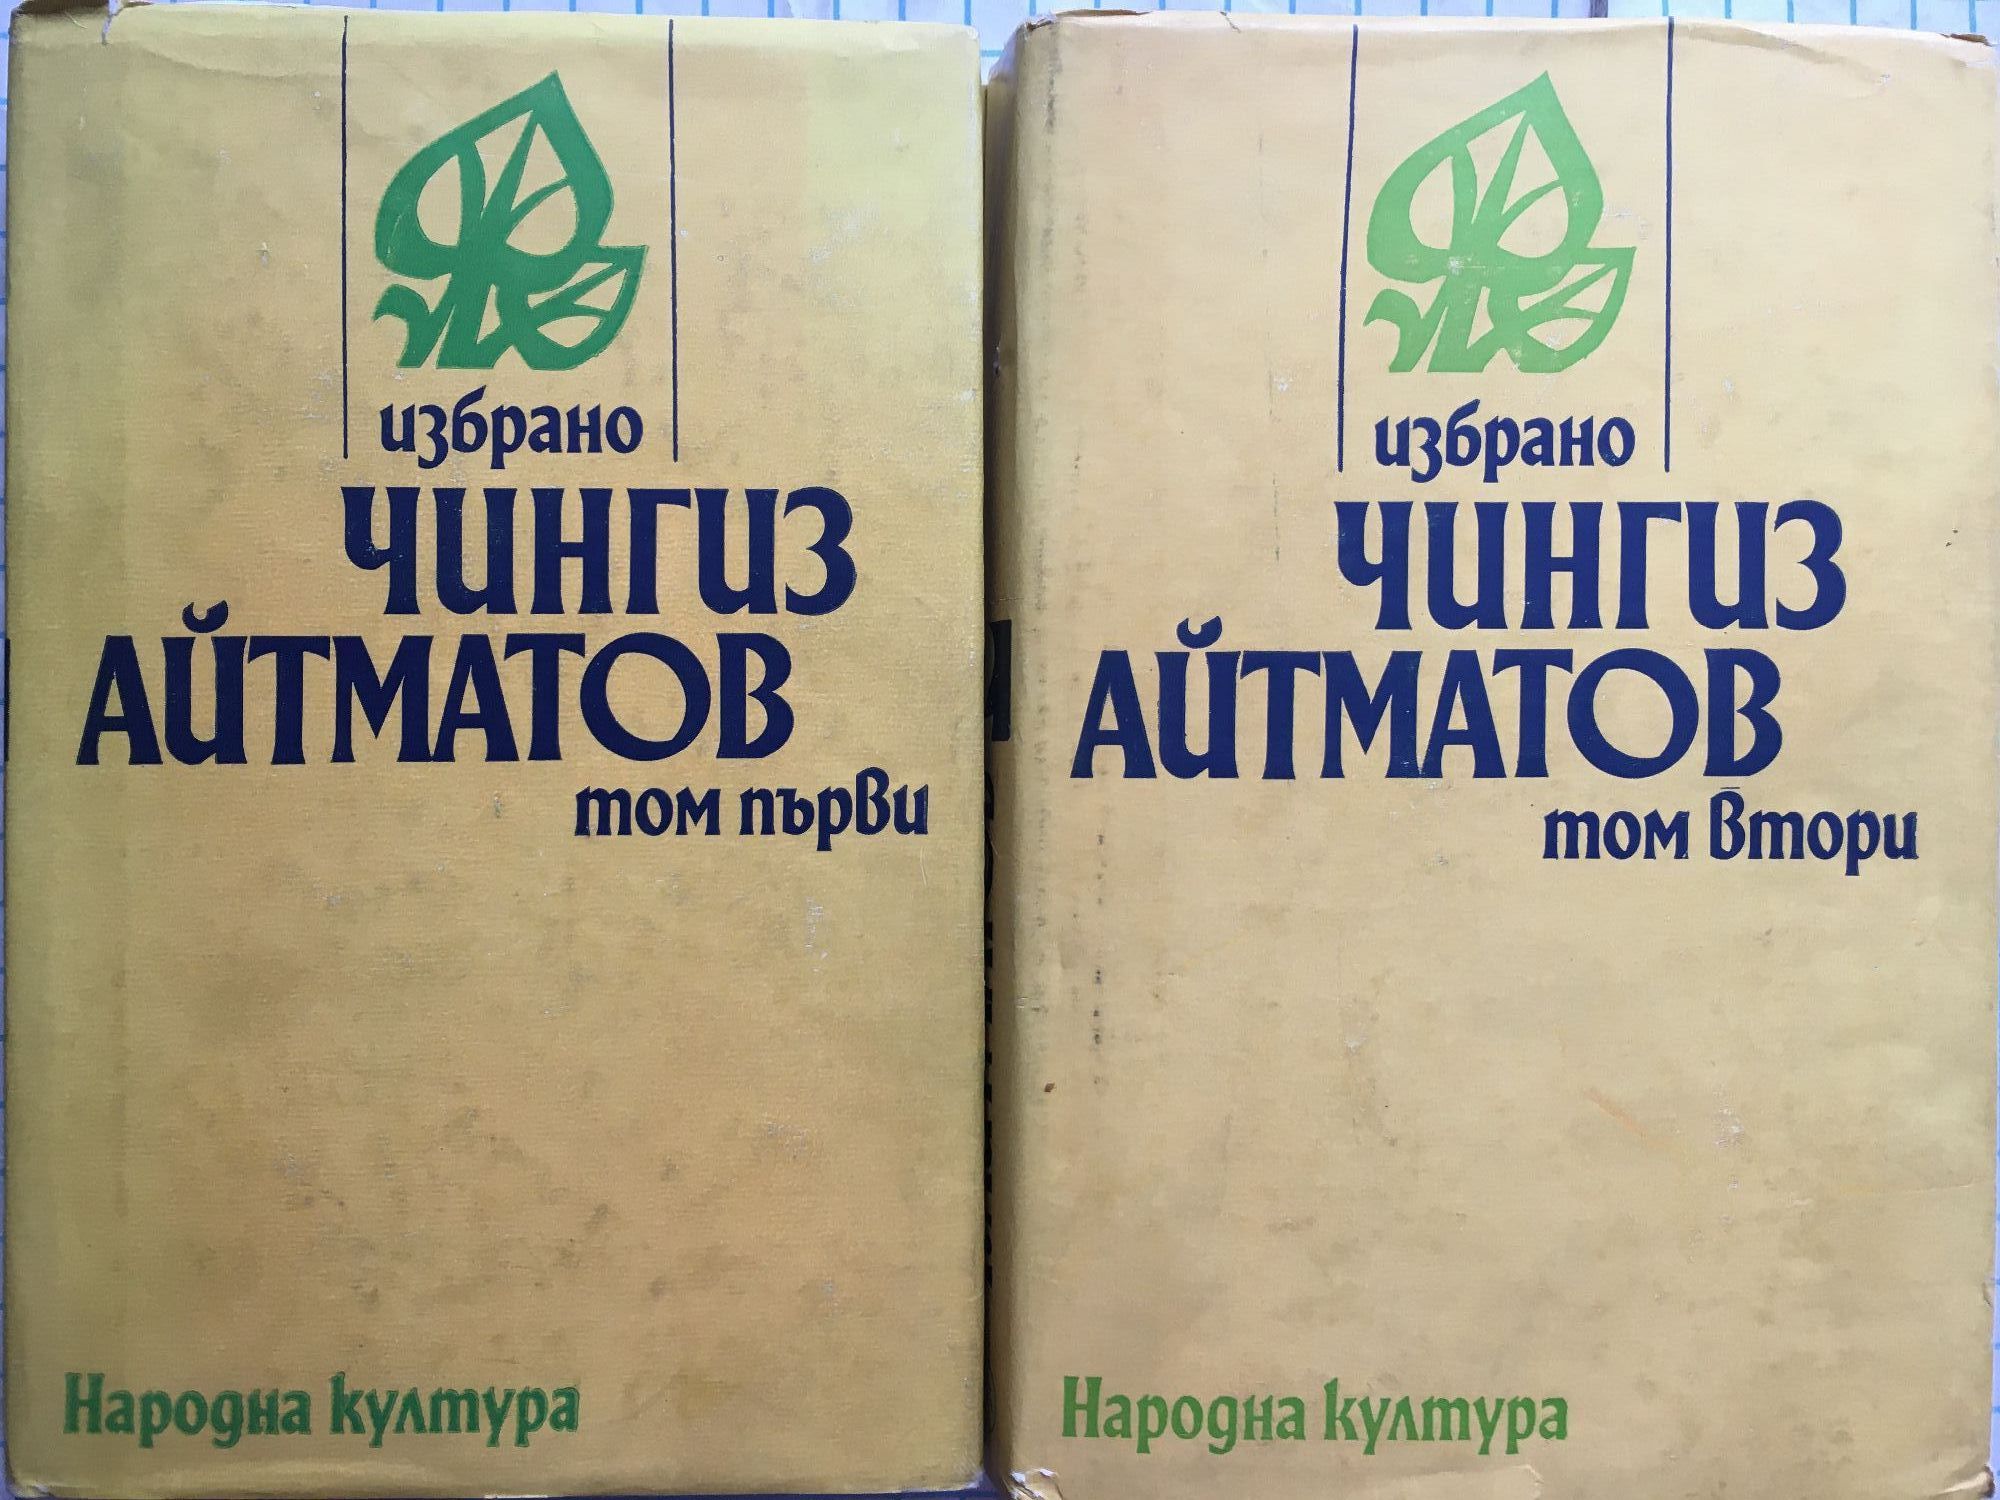 избрано
ЧИНГИЗ
АЙТМАТОВ
том първи
Народна култура
избрано
ЧИНГИЗ
АЙТМАТОВ
том втори
Народна култура